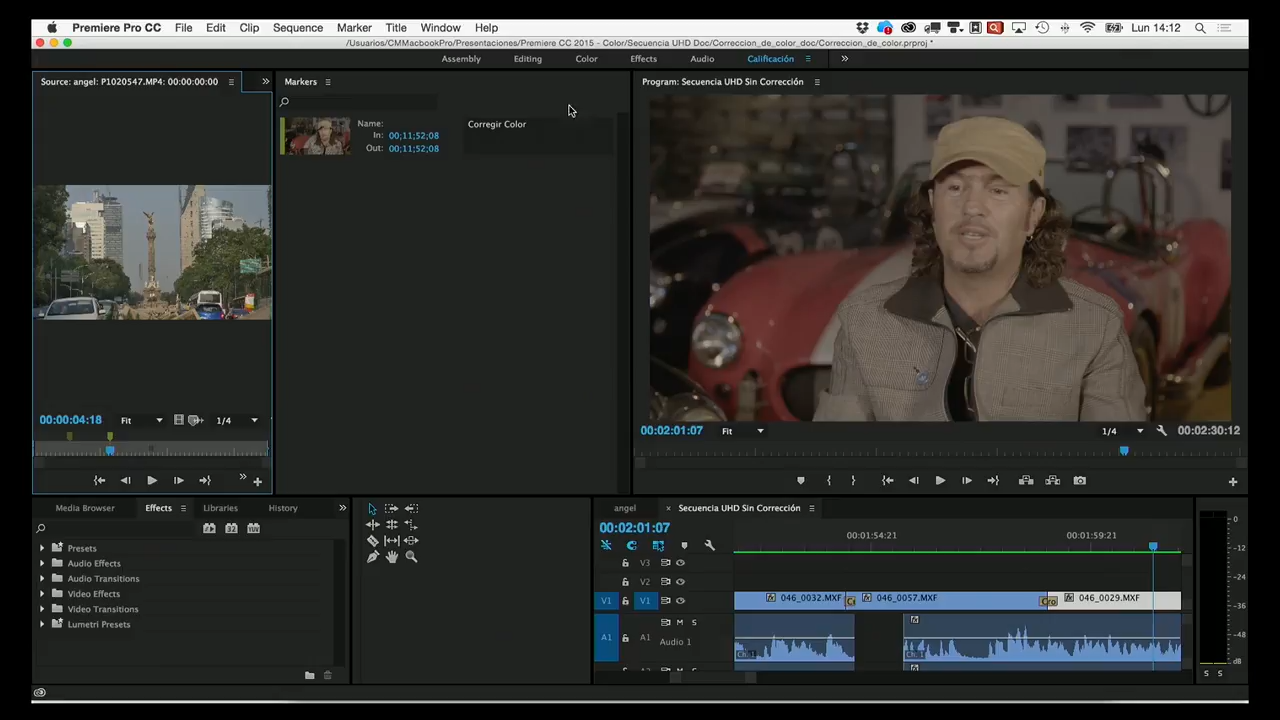 Premiere Pro CC File Edit Clip Sequence Marker Title Window Help Lun 14:12
/Usuarios/CMMacbookPro/Presentaciones/Premiere CC 2015 - Color/Secuencia UHD Doc/Correccion_de_color_doc/Correccion_de_color.prproj *
Assembly Editing Color Effects Audio Calificación
Source: angel: P1020547.MP4: 00:00:00:00
Markers
Program: Secuencia UHD Sin Corrección
Name:
In: 00;11;52;08
Out: 00;11;52;08
Corregir Color
00:00:04:18 Fit 1/4
00:02:01:07 Fit 1/4 00:02:30:12
Media Browser Effects Libraries History
Presets
Audio Effects
Audio Transitions
Video Effects
Video Transitions
Lumetri Presets
angel × Secuencia UHD Sin Corrección
00:02:01:07
00:01:54:21 00:01:59:21
V3
V2
V1 V1 046_0032.MXF 046_0057.MXF Cro 046_0029.MXF
A1 A1 M S
Audio 1
Ch. 1 Ch. 1
0
-12
-24
-36
-48
dB
S S